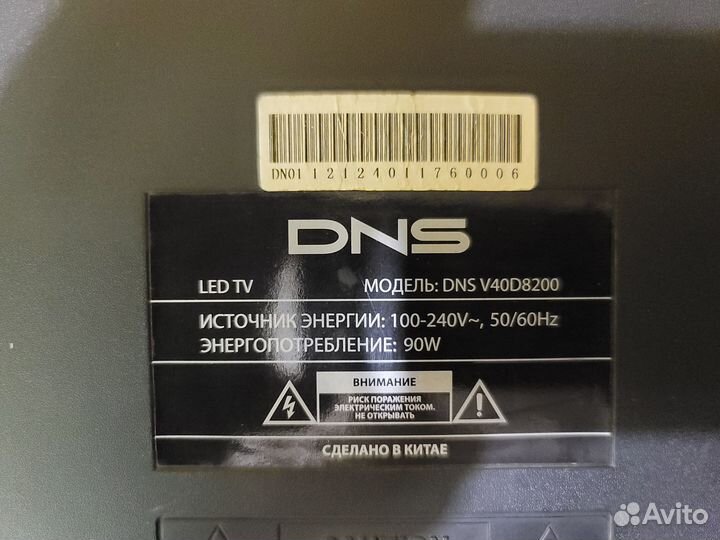 DN01 12124011760006
DNS
LED TV МОДЕЛЬ: DNS V40D8200
ИСТОЧНИК ЭНЕРГИИ: 100-240V~, 50/60Hz
ЭНЕРГОПОТРЕБЛЕНИЕ: 90W
ВНИМАНИЕ
РИСК ПОРАЖЕНИЯ
ЭЛЕКТРИЧЕСКИМ ТОКОМ.
НЕ ОТКРЫВАТЬ
СДЕЛАНО В КИТАЕ
Avito